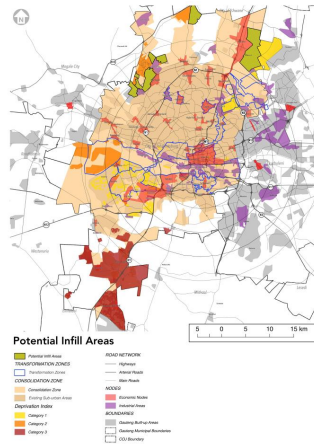 N
Mogale City
5 0 5 10 15 km
Potential Infill Areas
Potential Infill Areas
TRANSFORMATION ZONES
Transformation Zones
CONSOLIDATION ZONE
Consolidation Zone
Existing Sub-urban Areas
Deprivation Index
Category 1
Category 2
Category 3
ROAD NETWORK
Highways
Arterial Roads
Main Roads
NODES
Economic Nodes
Industrial Areas
BOUNDARIES
Gauteng Built-up Areas
Gauteng Municipal Boundaries
COJ Boundary